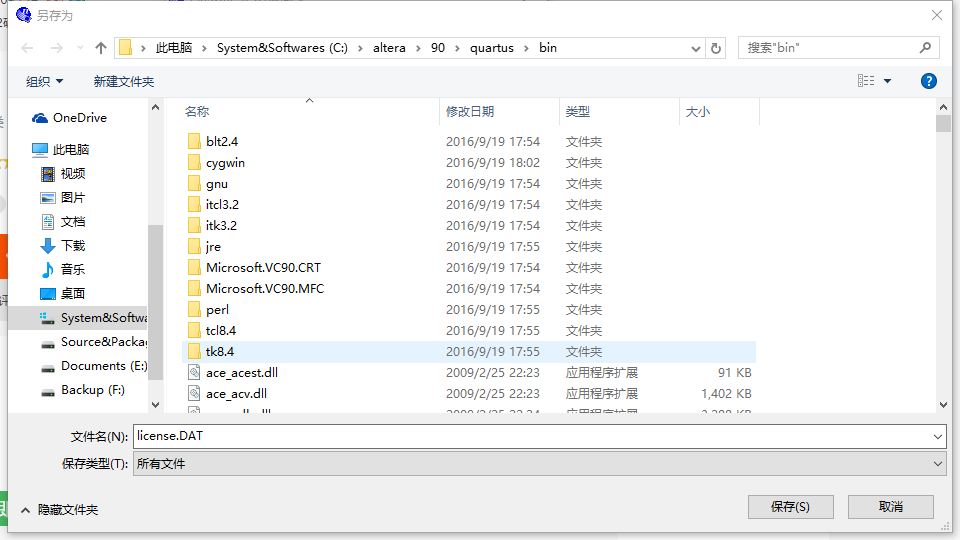 另存为
此电脑 › System&Softwares (C:) › altera › 90 › quartus › bin
搜索"bin"
组织
新建文件夹
名称 修改日期 类型 大小
OneDrive
此电脑
视频
图片
文档
下载
音乐
桌面
System&Softwa
Source&Packa
Documents (E:)
Backup (F:)
blt2.4 2016/9/19 17:54 文件夹
cygwin 2016/9/19 18:02 文件夹
gnu 2016/9/19 17:54 文件夹
itcl3.2 2016/9/19 17:54 文件夹
itk3.2 2016/9/19 17:54 文件夹
jre 2016/9/19 17:55 文件夹
Microsoft.VC90.CRT 2016/9/19 17:54 文件夹
Microsoft.VC90.MFC 2016/9/19 17:54 文件夹
perl 2016/9/19 17:55 文件夹
tcl8.4 2016/9/19 17:55 文件夹
tk8.4 2016/9/19 17:55 文件夹
ace_acest.dll 2009/2/25 22:23 应用程序扩展 91 KB
ace_acv.dll 2009/2/25 22:23 应用程序扩展 1,402 KB
文件名(N): license.DAT
保存类型(T): 所有文件
隐藏文件夹
保存(S)
取消